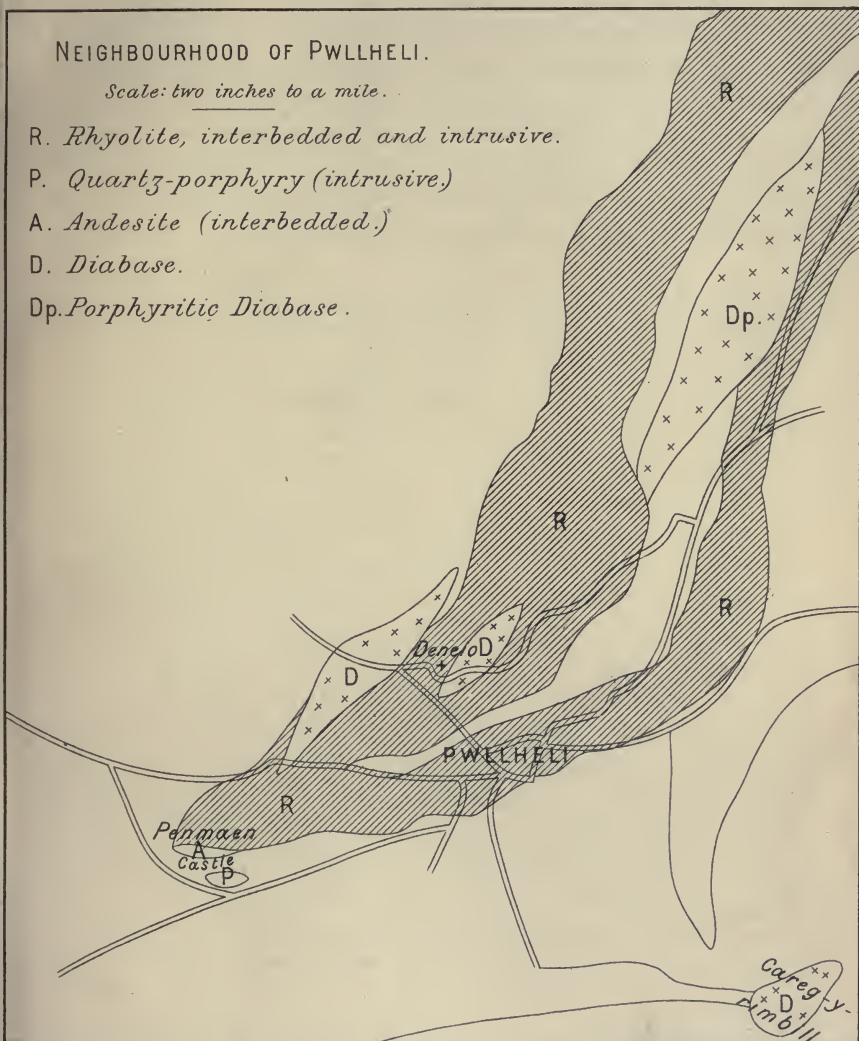 NEIGHBOURHOOD OF PWLLHELI.
Scale: two inches to a mile.
R. Rhyolite, interbedded and intrusive.
P. Quartz-porphyry (intrusive.)
A. Andesite (interbedded.)
D. Diabase.
Dp. Porphyritic Diabase.
R.
Dp.
R
R
Deneio D
D
PWLLHELI
R
Penmaen
A
Castle
P
Careg-y-
D
rimbill